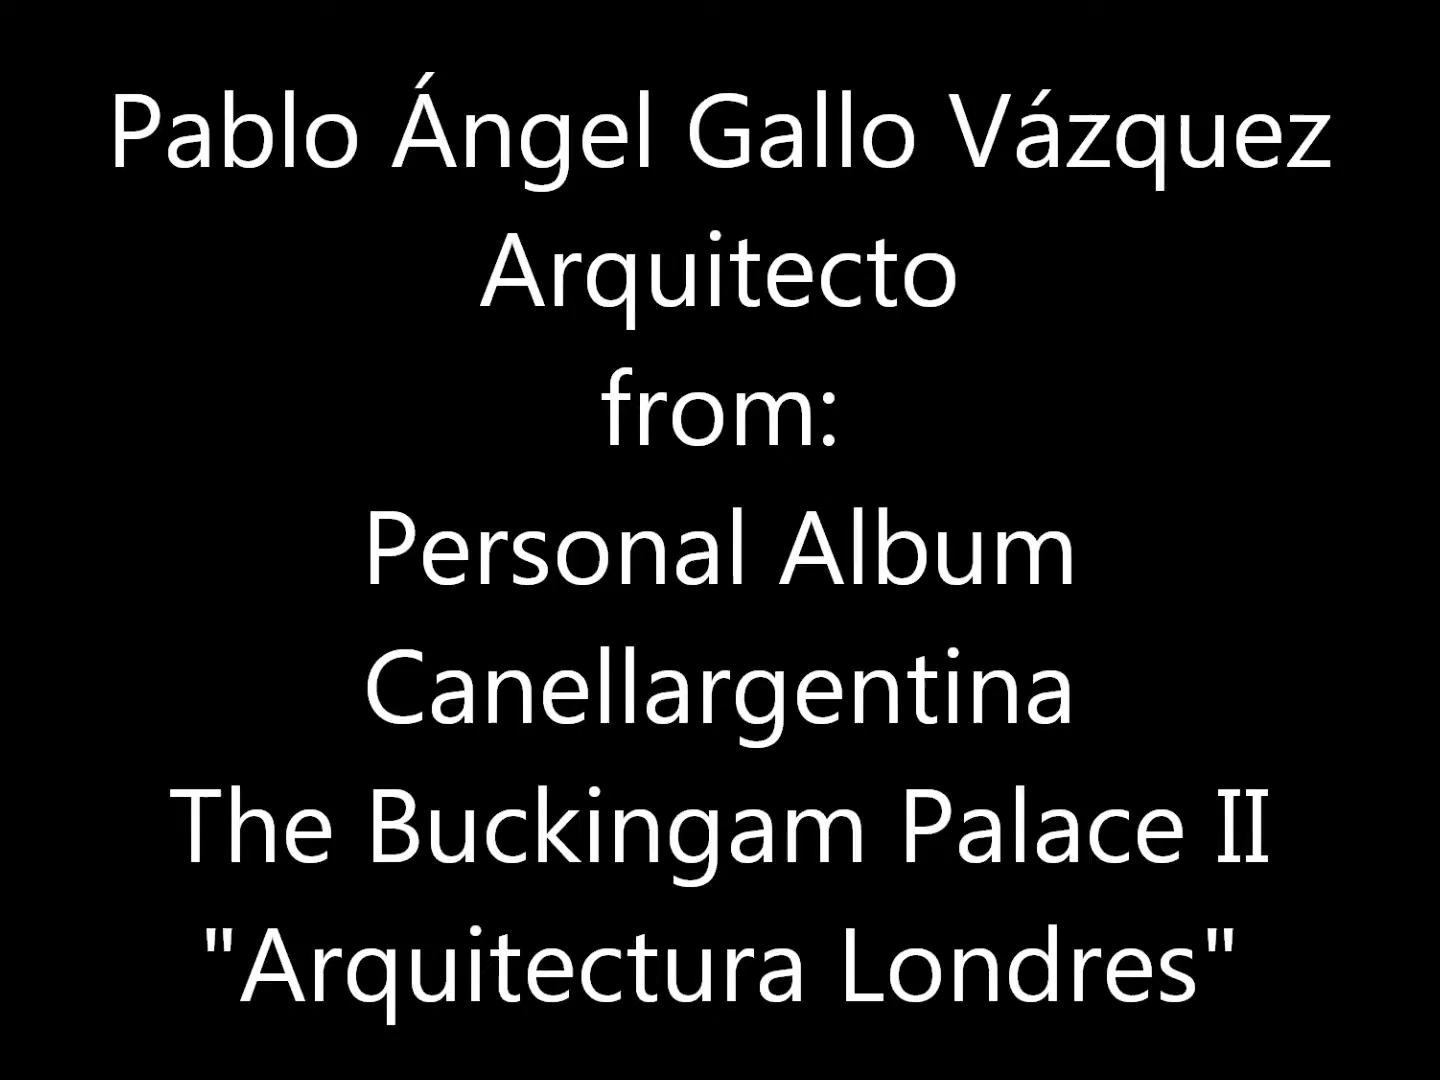 Pablo Ángel Gallo Vázquez
Arquitecto
from:
Personal Album
Canellargentina
The Buckingam Palace II
"Arquitectura Londres"